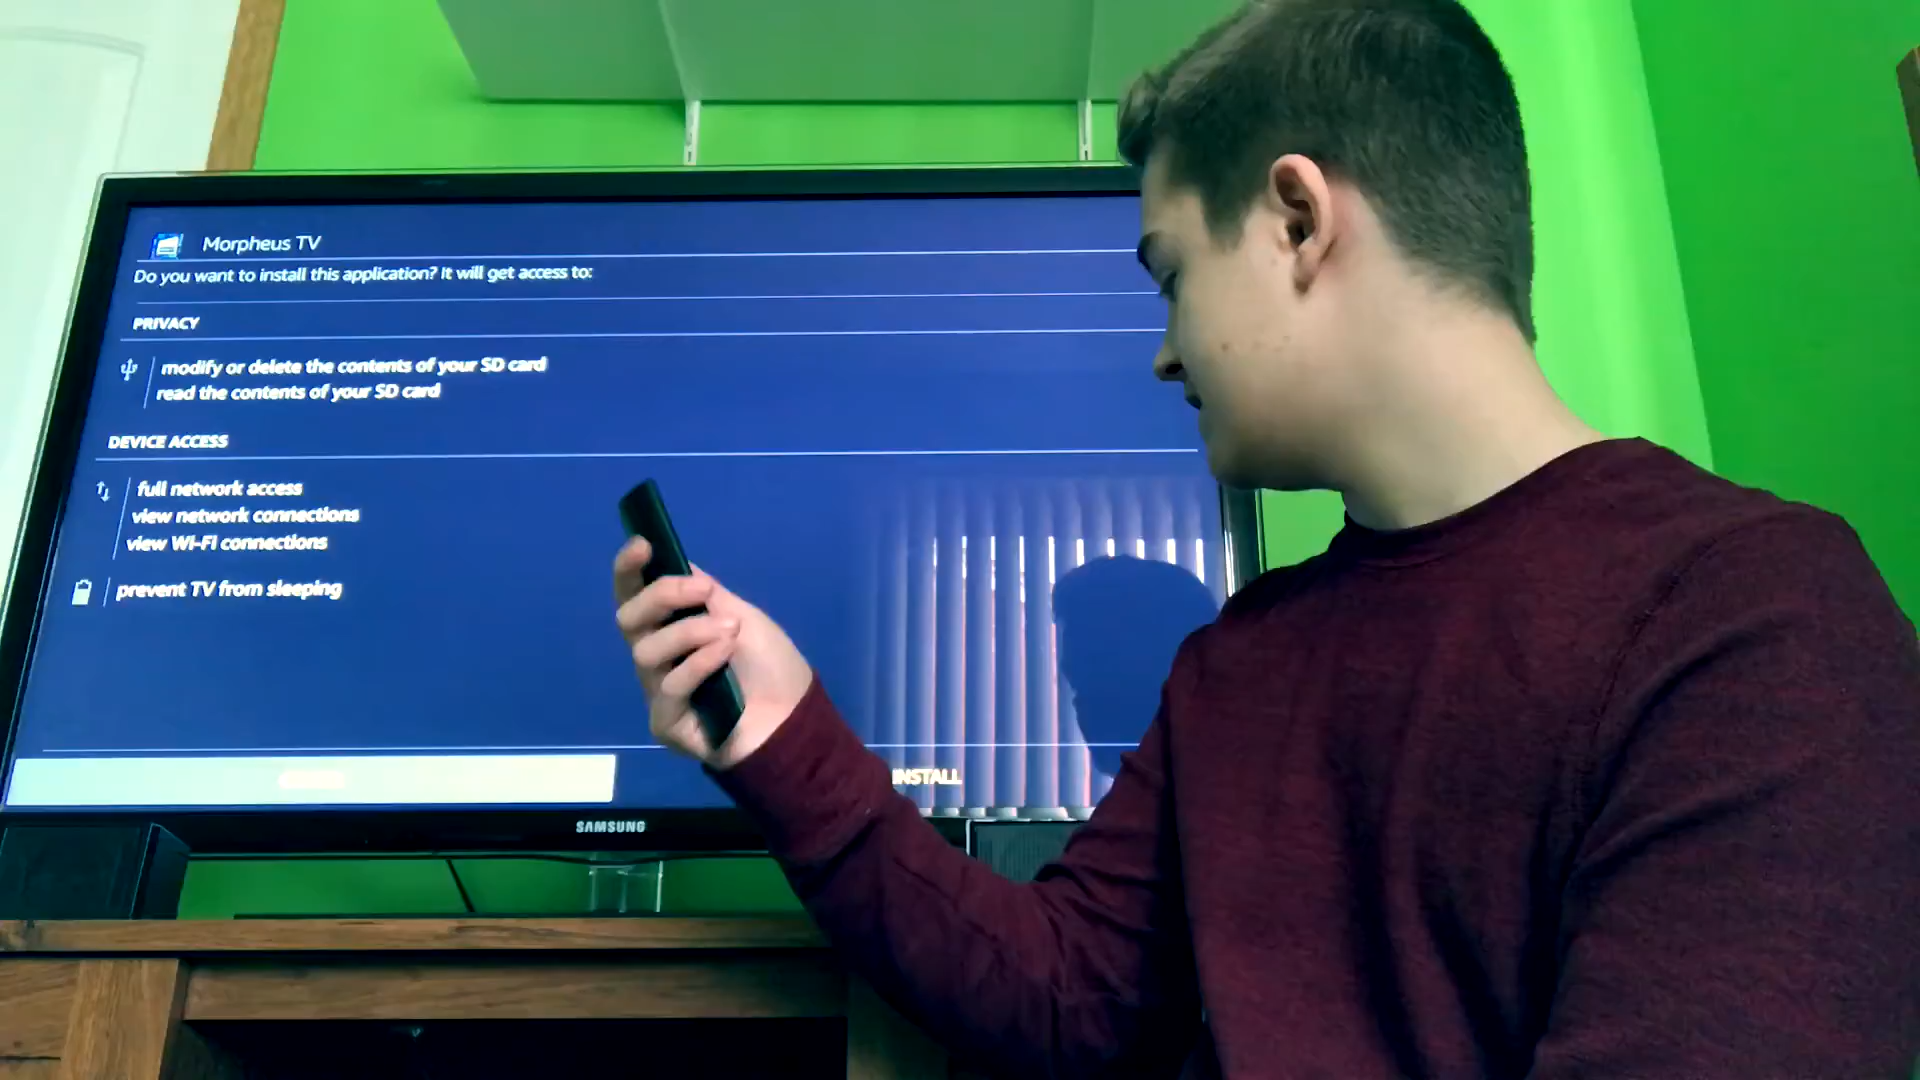 Morpheus TV
Do you want to install this application? It will get access to:
PRIVACY
modify or delete the contents of your SD card
read the contents of your SD card
DEVICE ACCESS
full network access
view network connections
view Wi-Fi connections
prevent TV from sleeping
INSTALL
SAMSUNG